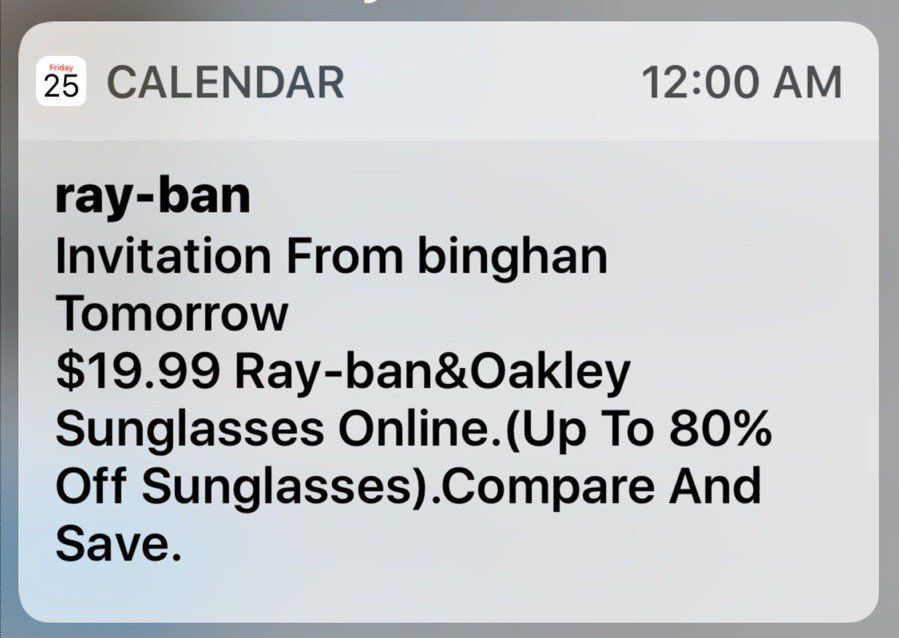 Friday
25
CALENDAR 12:00 AM
ray-ban
Invitation From binghan
Tomorrow
$19.99 Ray-ban&Oakley
Sunglasses Online.(Up To 80%
Off Sunglasses).Compare And
Save.